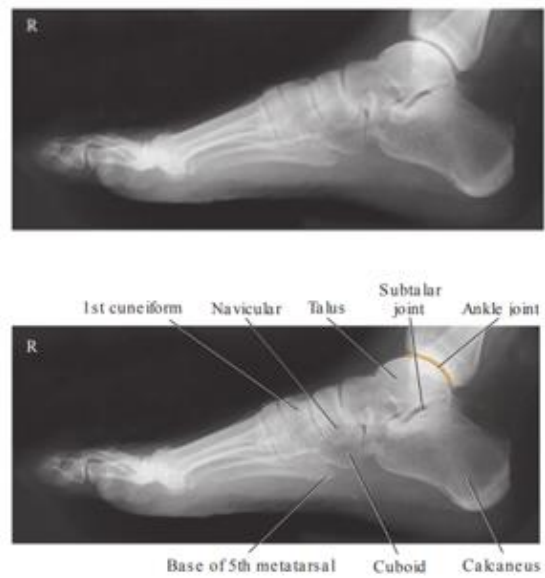 R
Subtalar
1st cuneiform Navicular Talus joint Ankle joint
R
Base of 5th metatarsal Cuboid Calcaneus